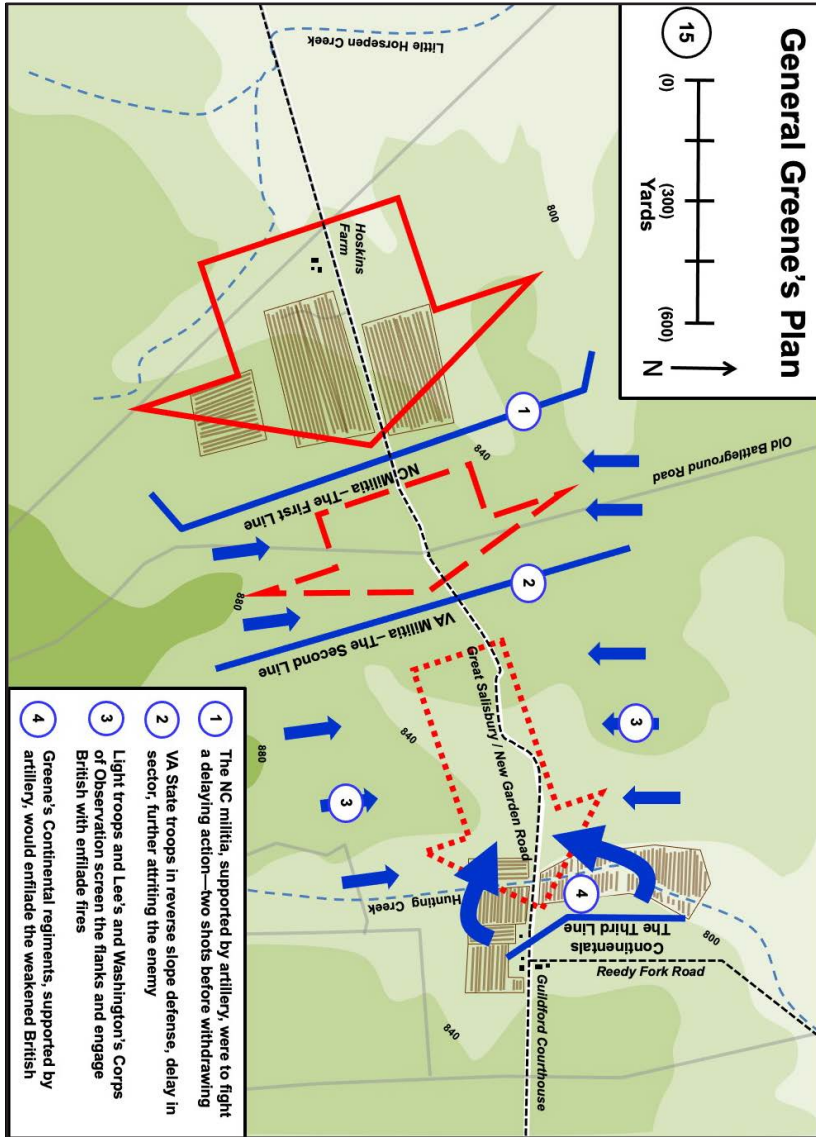 General Greene's Plan
15
(0)
(300)
(600)
Yards
N
Little Horsepen Creek
800
Hoskins
Farm
840
1
NC Militia–The First Line
Old Battleground Road
880
2
VA Militia–The Second Line
Great Salisbury / New Garden Road
840
880
3
3
4
Hunting Creek
Continentals
The Third Line
800
Reedy Fork Road
Guildford Courthouse
840
1
The NC militia, supported by artillery, were to fight
a delaying action—two shots before withdrawing
2
VA State troops in reverse slope defense, delay in
sector, further attriting the enemy
3
Light troops and Lee's and Washington's Corps
of Observation screen the flanks and engage
British with enfilade fires
4
Greene's Continental regiments, supported by
artillery, would enfilade the weakened British